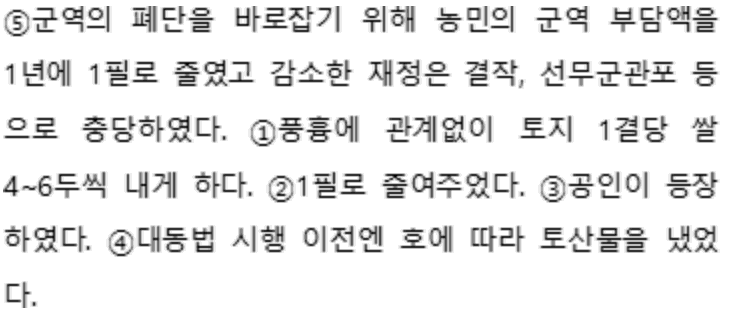 ⑤군역의 폐단을 바로잡기 위해 농민의 군역 부담액을
1년에 1필로 줄였고 감소한 재정은 결작, 선무군관포 등
으로 충당하였다. ①풍흉에 관계없이 토지 1결당 쌀
4~6두씩 내게 하다. ②1필로 줄여주었다. ③공인이 등장
하였다. ④대동법 시행 이전엔 호에 따라 토산물을 냈었
다.